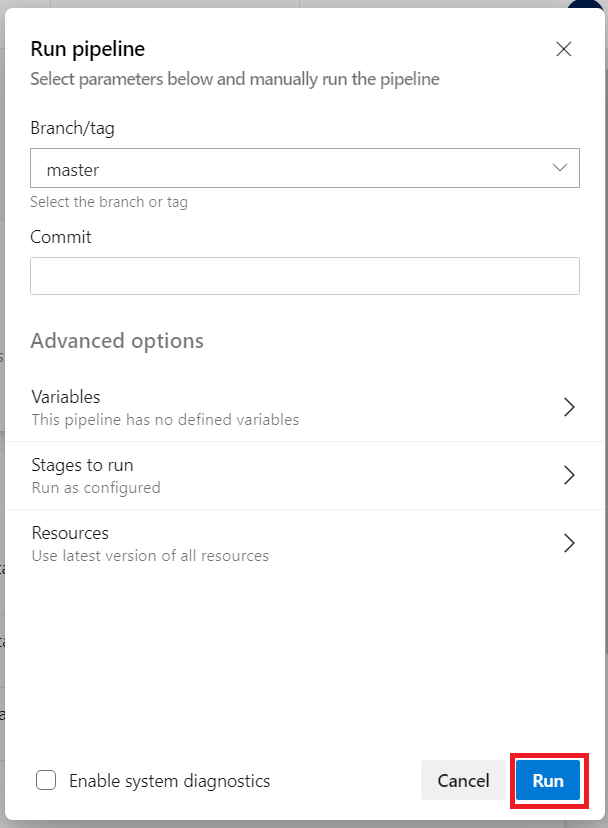 Run pipeline
Select parameters below and manually run the pipeline
Branch/tag
master
Select the branch or tag
Commit
Advanced options
Variables
This pipeline has no defined variables
Stages to run
Run as configured
Resources
Use latest version of all resources
Enable system diagnostics
Cancel
Run